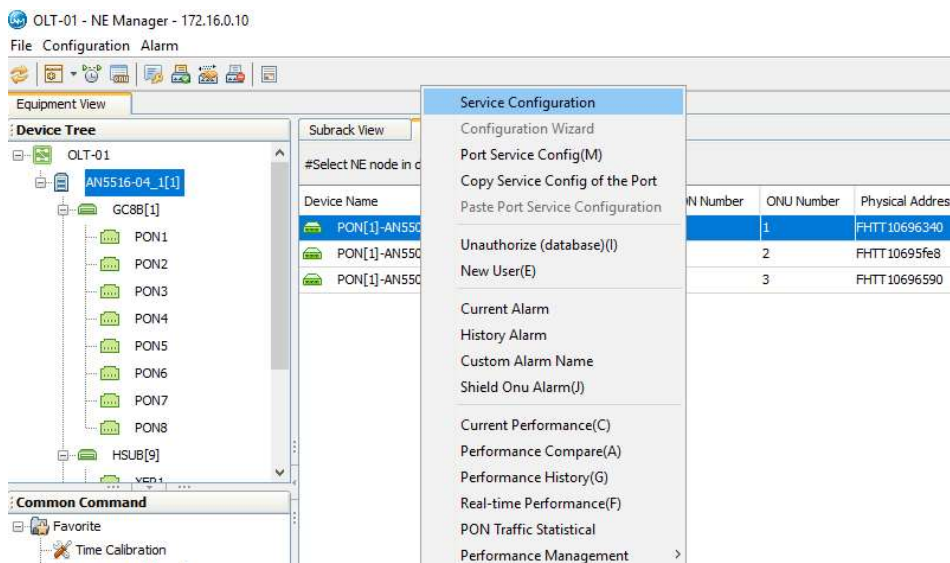 OLT-01 - NE Manager - 172.16.0.10
File Configuration Alarm
Equipment View
Device Tree
OLT-01
AN5516-04_1[1]
GC8B[1]
PON1
PON2
PON3
PON4
PON5
PON6
PON7
PON8
HSUB[9]
XFP1
Common Command
Favorite
Time Calibration
Subrack View
#Select NE node in d
Device Name N Number ONU Number Physical Addres
PON[1]-AN550 1 FHTT10696340
PON[1]-AN550 2 FHTT10695fe8
PON[1]-AN550 3 FHTT10696590
Service Configuration
Configuration Wizard
Port Service Config(M)
Copy Service Config of the Port
Paste Port Service Configuration
Unauthorize (database)(I)
New User(E)
Current Alarm
History Alarm
Custom Alarm Name
Shield Onu Alarm(J)
Current Performance(C)
Performance Compare(A)
Performance History(G)
Real-time Performance(F)
PON Traffic Statistical
Performance Management